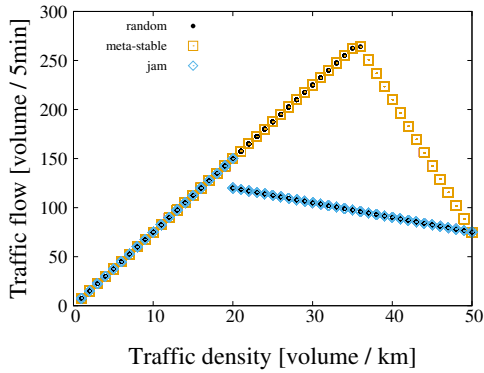 Traffic flow [volume / 5min]
300
250
200
150
100
50
0
random
meta-stable
jam
0 10 20 30 40 50
Traffic density [volume / km]